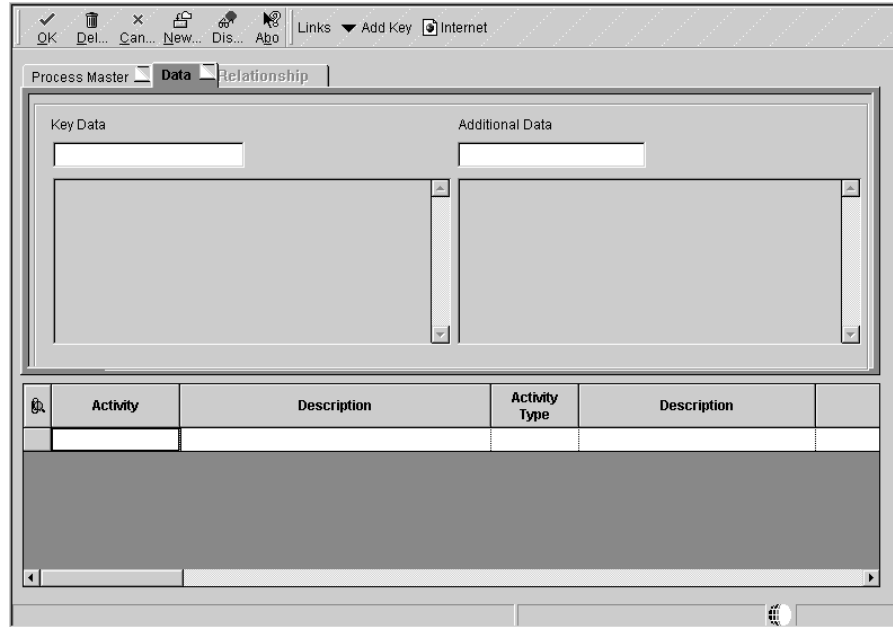 OK Del... Can... New... Dis... Abo Links Add Key Internet
Process Master Data Relationship
Key Data Additional Data
Activity Description Activity Type Description